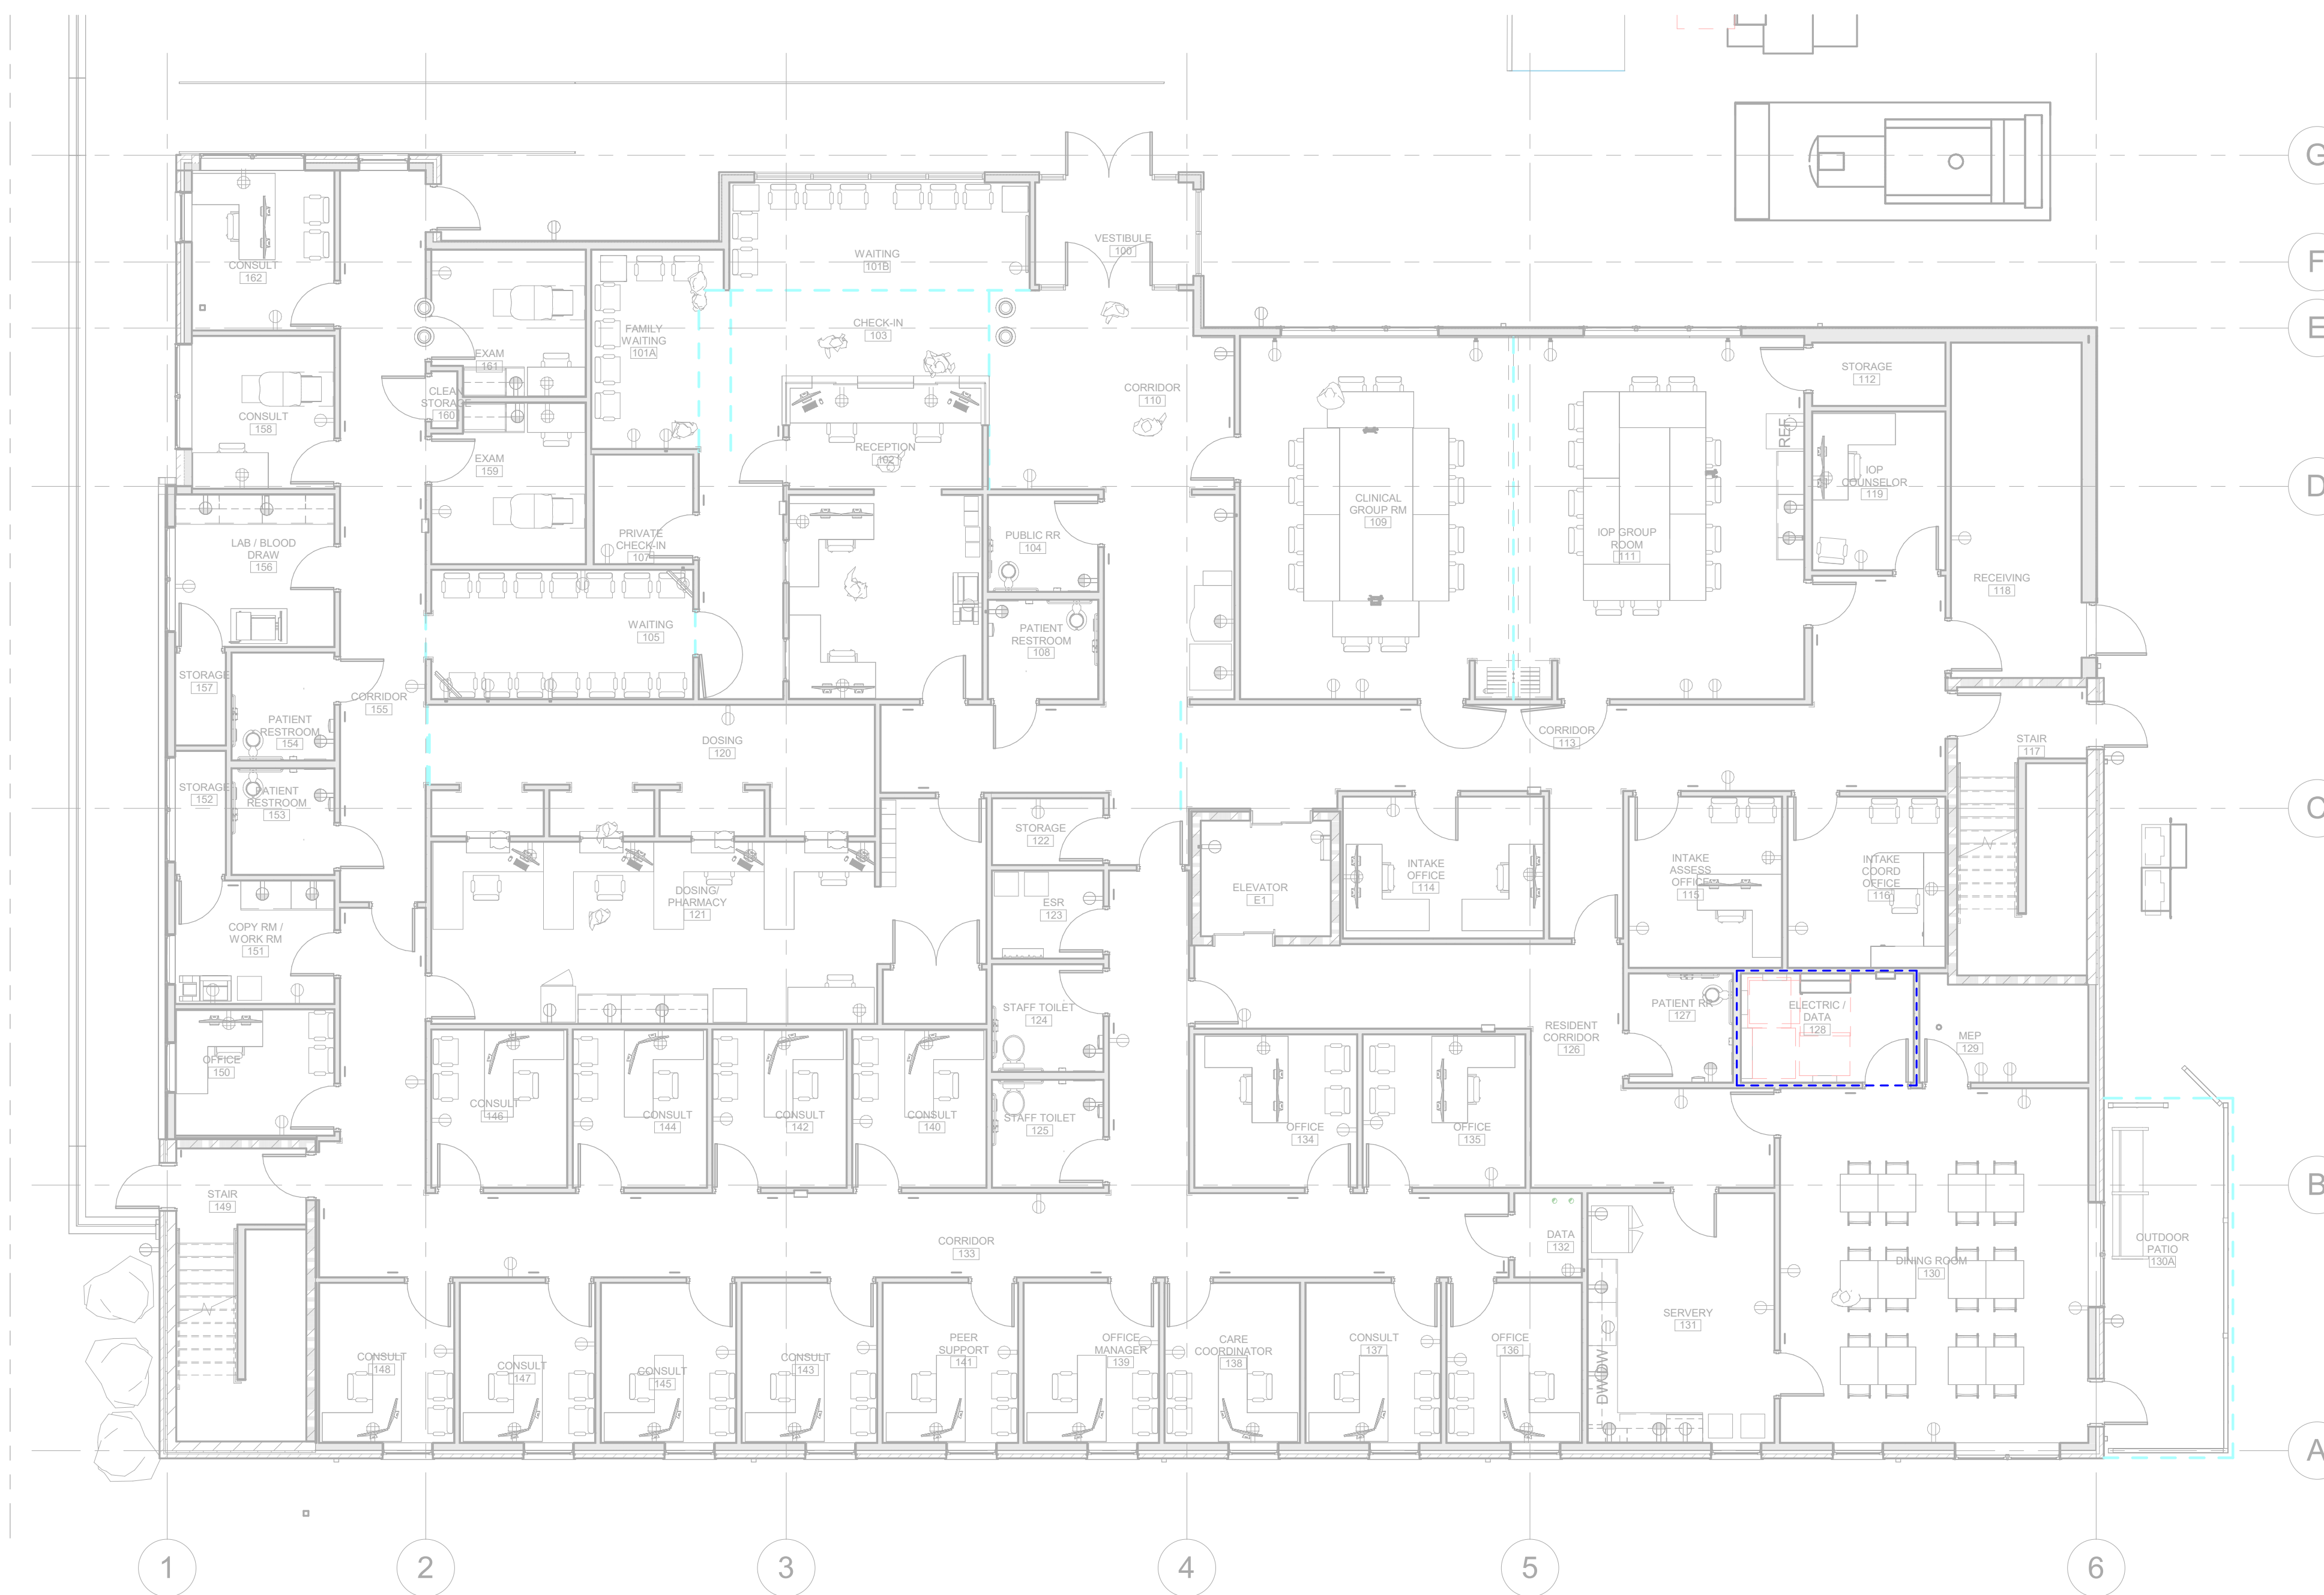 G
F
E
D
C
B
A
1
2
3
4
5
6
CONSULT
162
CONSULT
158
LAB / BLOOD
DRAW
156
STORAGE
157
PATIENT
RESTROOM
154
CORRIDOR
155
STORAGE
152
PATIENT
RESTROOM
153
COPY RM /
WORK RM
151
OFFICE
150
STAIR
149
EXAM
161
CLEAN
STORAGE
160
EXAM
159
FAMILY
WAITING
101A
WAITING
101B
VESTIBULE
100
CHECK-IN
103
RECEPTION
102
CORRIDOR
110
PRIVATE
CHECK-IN
107
PUBLIC RR
104
WAITING
105
PATIENT
RESTROOM
108
DOSING
120
DOSING/
PHARMACY
121
STORAGE
122
ESR
123
STAFF TOILET
124
STAFF TOILET
125
CONSULT
146
CONSULT
144
CONSULT
142
CONSULT
140
CLINICAL
GROUP RM
109
IOP GROUP
ROOM
111
REF
STORAGE
112
IOP
COUNSELOR
119
RECEIVING
118
CORRIDOR
113
STAIR
117
ELEVATOR
E1
INTAKE
OFFICE
114
INTAKE
ASSESS
OFFICE
115
INTAKE
COORD
OFFICE
116
PATIENT RR
127
ELECTRIC /
DATA
128
MEP
129
RESIDENT
CORRIDOR
126
OFFICE
134
OFFICE
135
DATA
132
CORRIDOR
133
SERVERY
131
DW
DW
DINING ROOM
130
OUTDOOR
PATIO
130A
CONSULT
148
CONSULT
147
CONSULT
145
CONSULT
143
PEER
SUPPORT
141
OFFICE
MANAGER
139
CARE
COORDINATOR
138
CONSULT
137
OFFICE
136